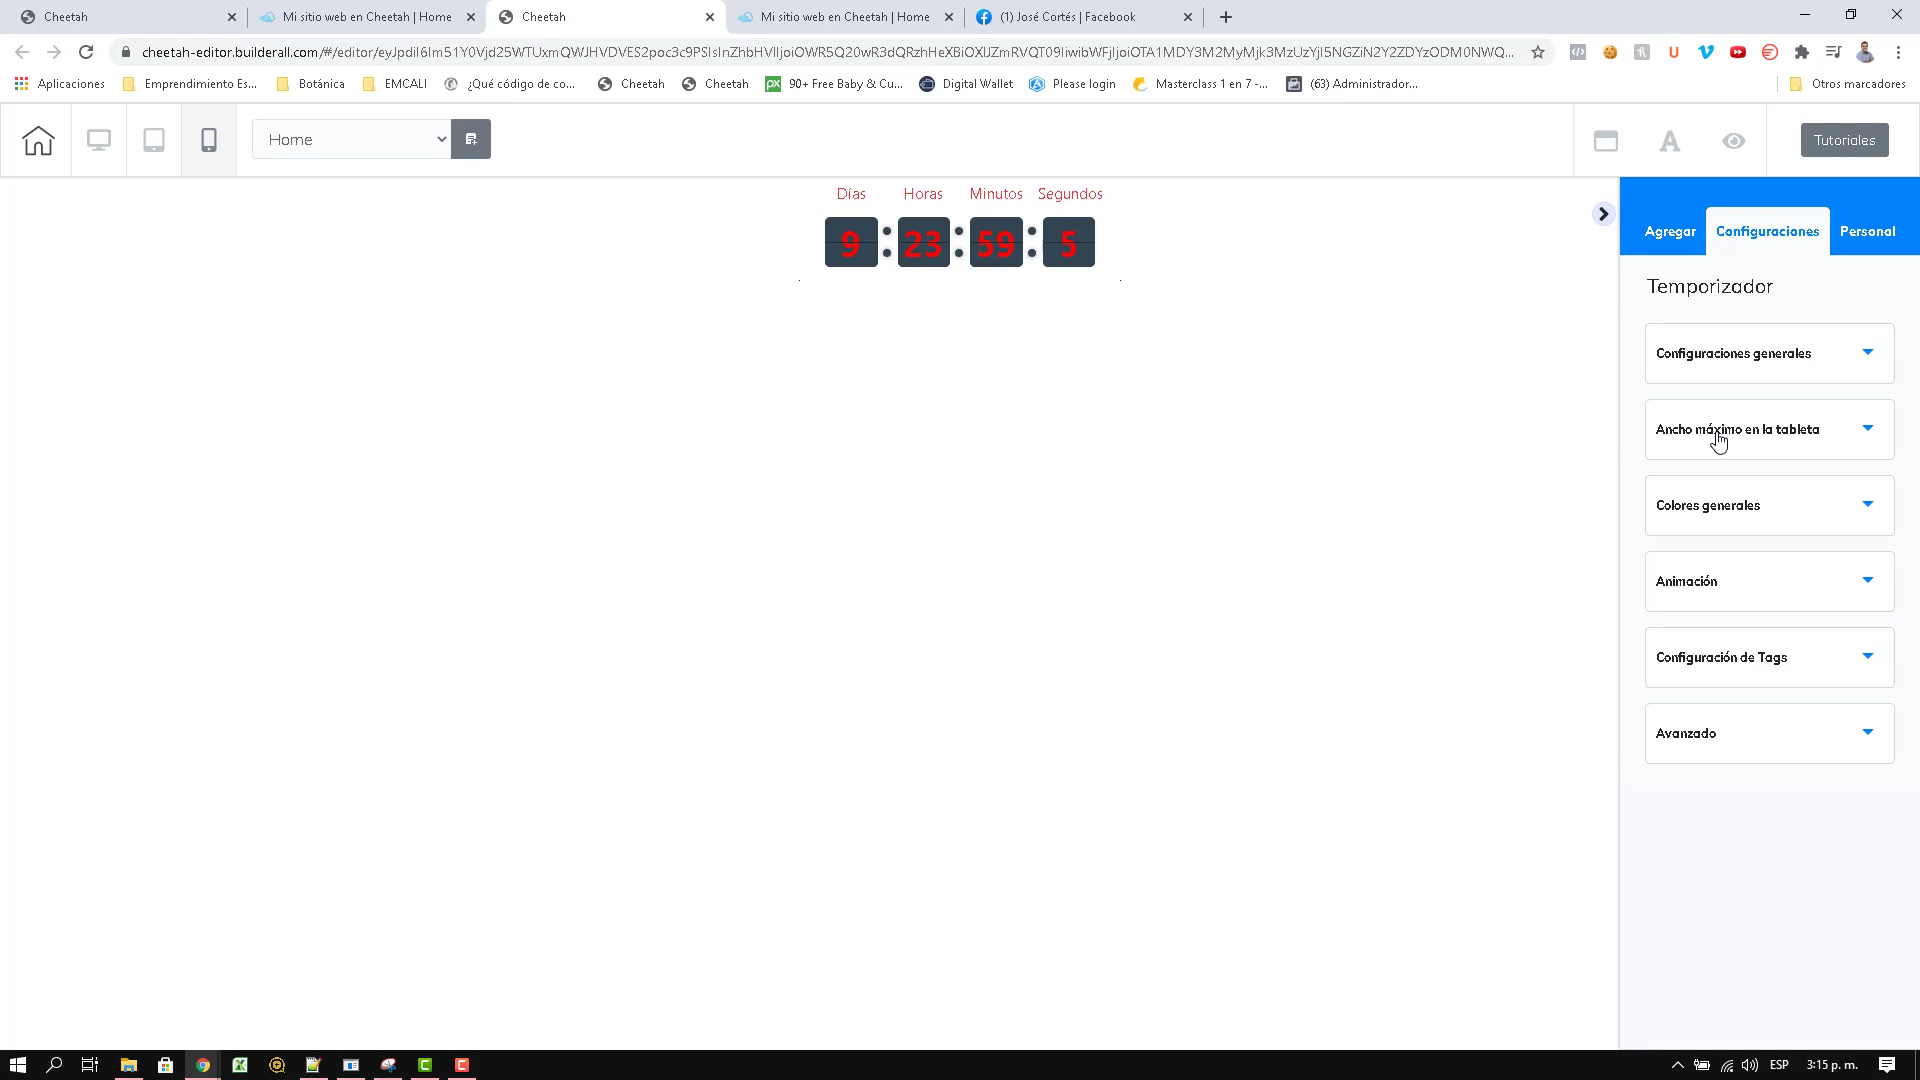 Cheetah
Mi sitio web en Cheetah | Home
Cheetah
Mi sitio web en Cheetah | Home
(1) José Cortés | Facebook
Aplicaciones
Emprendimiento Es...
Botánica
EMCALI
¿Qué código de co...
Cheetah
Cheetah
90+ Free Baby & Cu...
Digital Wallet
Please login
Masterclass 1 en 7 -...
(63) Administrador...
Otros marcadores
Home
Tutoriales
Días
Horas
Minutos
Segundos
9 : 23 : 59 : 5
Agregar
Configuraciones
Personal
Temporizador
Configuraciones generales
Ancho máximo en la tableta
Colores generales
Animación
Configuración de Tags
Avanzado
ESP
3:15 p. m.